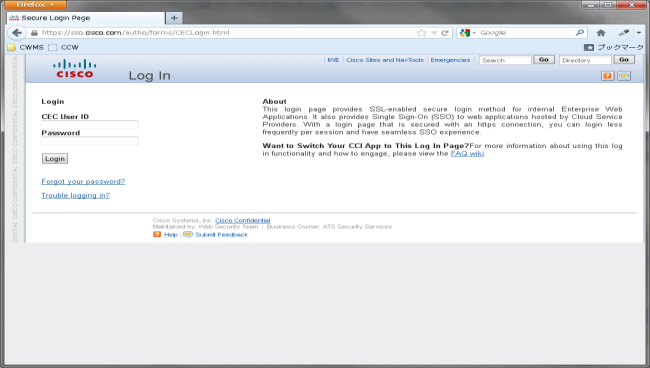 Firefox
Secure Login Page
https://sso.cisco.com/autho/forms/CECLogin.html
Google
CWMS CCW
ブックマーク
CISCO
Log In
Cisco Sites and NavTools | Emergencies
Search Go Directory Go
Login
CEC User ID
Password
Login
Forgot your password?
Trouble logging in?
About
This login page provides SSL-enabled secure login method for internal Enterprise Web
Applications. It also provides Single Sign-On (SSO) to web applications hosted by Cloud Service
Providers. With a login page that is secured with an https connection, you can login less
frequently per session and have seamless SSO experience.
Want to Switch Your CCI App to This Log In Page?For more information about using this log
in functionality and how to engage, please view the FAQ wiki.
Cisco Systems, Inc. Cisco Confidential
Maintained by: Web Security Team | Business Owner: ATS Security Services
Help | Submit Feedback
CISCO CONFIDENTIAL